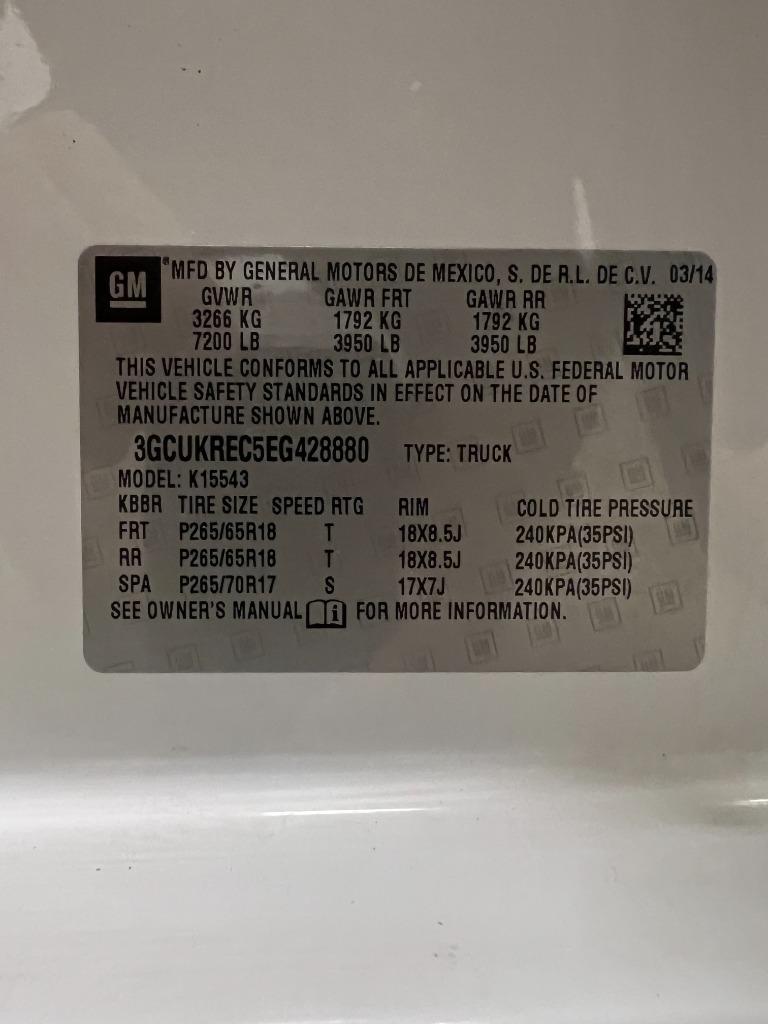 GM ®MFD BY GENERAL MOTORS DE MEXICO, S. DE R.L. DE C.V. 03/14
GVWR GAWR FRT GAWR RR
3266 KG 1792 KG 1792 KG
7200 LB 3950 LB 3950 LB
THIS VEHICLE CONFORMS TO ALL APPLICABLE U.S. FEDERAL MOTOR
VEHICLE SAFETY STANDARDS IN EFFECT ON THE DATE OF
MANUFACTURE SHOWN ABOVE.
3GCUKREC5EG428880 TYPE: TRUCK
MODEL: K15543
KBBR TIRE SIZE SPEED RTG RIM COLD TIRE PRESSURE
FRT P265/65R18 T 18X8.5J 240KPA(35PSI)
RR P265/65R18 T 18X8.5J 240KPA(35PSI)
SPA P265/70R17 S 17X7J 240KPA(35PSI)
SEE OWNER'S MANUAL i FOR MORE INFORMATION.